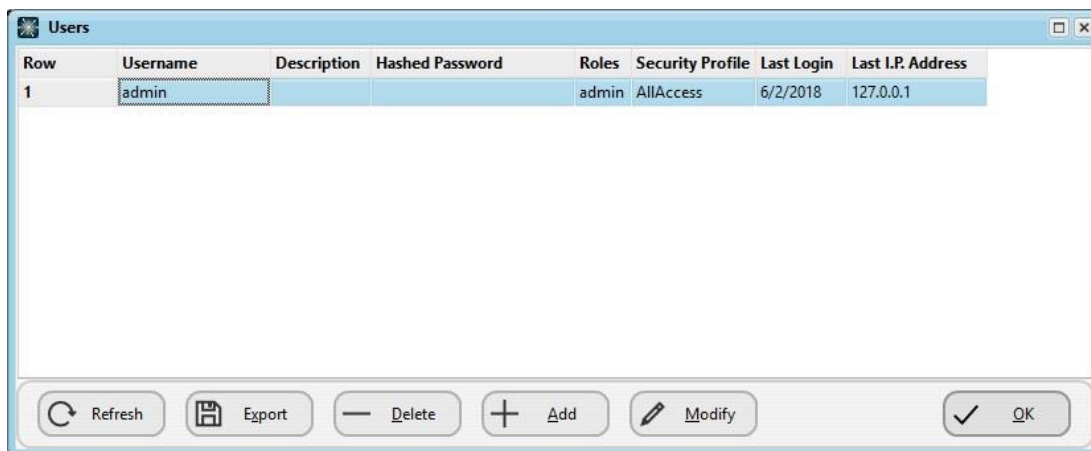 Users
Row Username Description Hashed Password Roles Security Profile Last Login Last I.P. Address
1 admin admin AllAccess 6/2/2018 127.0.0.1
Refresh Export Delete Add Modify OK